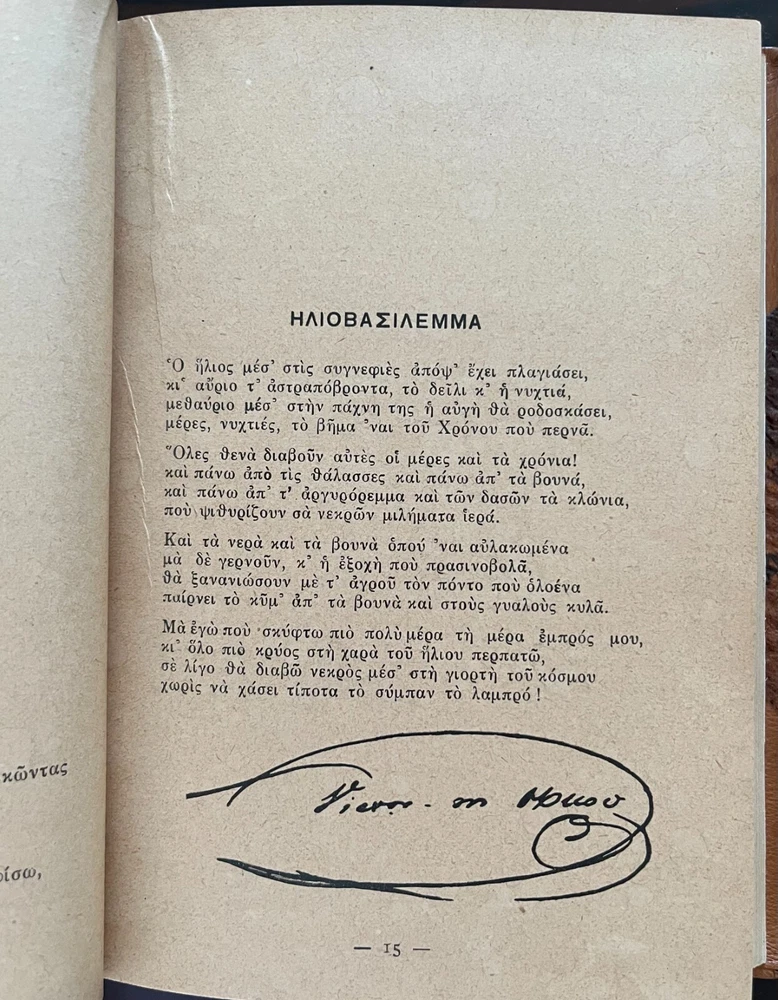 ΗΛΙΟΒΑΣΙΛΕΜΜΑ
Ὁ ἥλιος μέσ' στὶς συγνεφιὲς ἀπόψ' ἔχει πλαγιάσει,
κι' αὔριο τ' ἀστραπόβροντα, τὸ δεῖλι κ' ἡ νυχτιά,
μεθαύριο μέσ' στὴν πάχνη της ἡ αὐγὴ θὰ ροδοσκάσει,
μέρες, νυχτιές, τὸ βῆμα 'ναι τοῦ Χρόνου ποὺ περνᾶ.
Ὅλες θενὰ διαβοῦν αὐτὲς οἱ μέρες καὶ τὰ χρόνια!
καὶ πάνω ἀπὸ τὶς θάλασσες καὶ πάνω ἀπ' τὰ βουνά,
καὶ πάνω ἀπ' τ' ἀργυρόρεμμα καὶ τῶν δασῶν τὰ κλώνια,
ποὺ ψιθυρίζουν σὰ νεκρῶν μιλήματα ἱερά.
Καὶ τὰ νερὰ καὶ τὰ βουνὰ ὁποὺ 'ναι αὐλακωμένα
μὰ δὲ γερνοῦν, κ' ἡ ἐξοχὴ ποὺ πρασινοβολᾶ,
θὰ ξανανιώσουν μὲ τ' ἀγροῦ τὸν πόντο ποὺ ὁλοένα
παίρνει τὸ κῦμ' ἀπ' τὰ βουνὰ καὶ στοὺς γυαλοὺς κυλᾶ.
Μὰ ἐγὼ ποὺ σκύφτω πιὸ πολὺ μέρα τὴ μέρα ἐμπρός μου,
κι' ὅλο πιὸ κρύος στὴ χαρὰ τοῦ ἥλιου περπατῶ,
σὲ λίγο θὰ διαβῶ νεκρὸς μέσ' στὴ γιορτὴ τοῦ κόσμου
χωρὶς νὰ χάσει τίποτα τὸ σύμπαν τὸ λαμπρό!
— 15 —
κῶντας
ίσω,